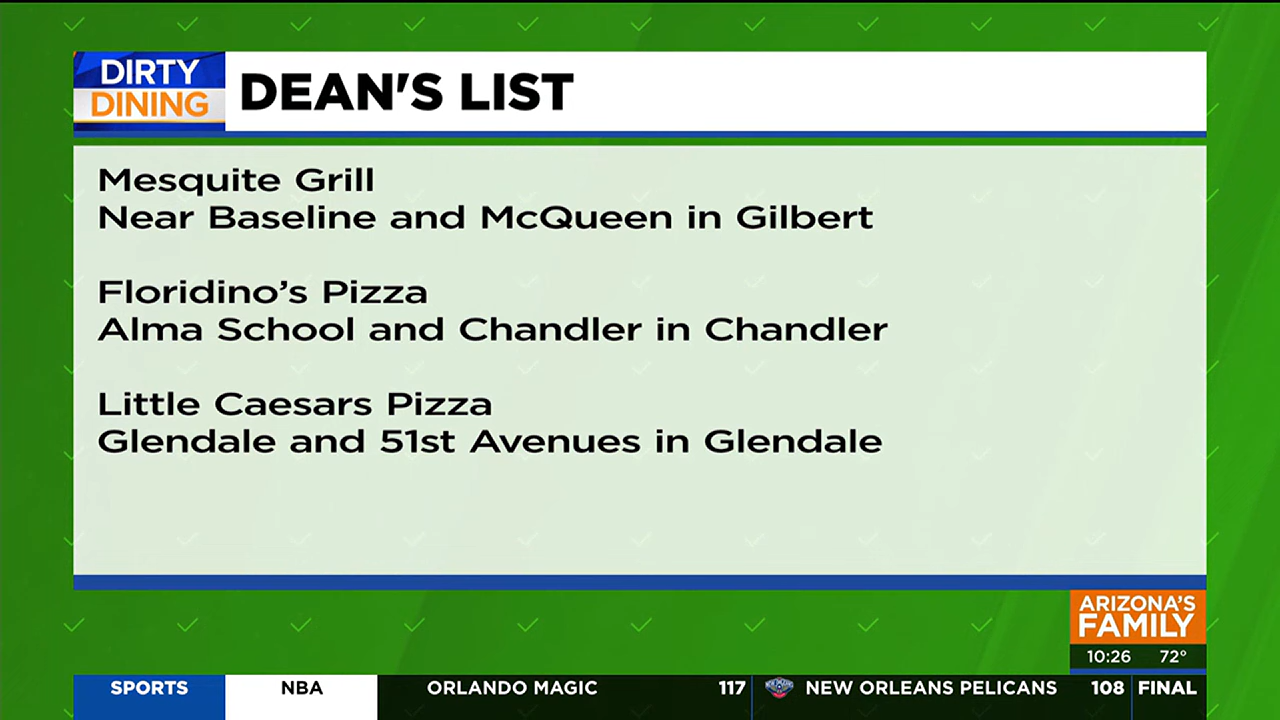 DIRTY
DINING
DEAN'S LIST
Mesquite Grill
Near Baseline and McQueen in Gilbert
Floridino's Pizza
Alma School and Chandler in Chandler
Little Caesars Pizza
Glendale and 51st Avenues in Glendale
ARIZONA'S
FAMILY
10:26 72°
SPORTS NBA ORLANDO MAGIC 117 NEW ORLEANS PELICANS 108 FINAL